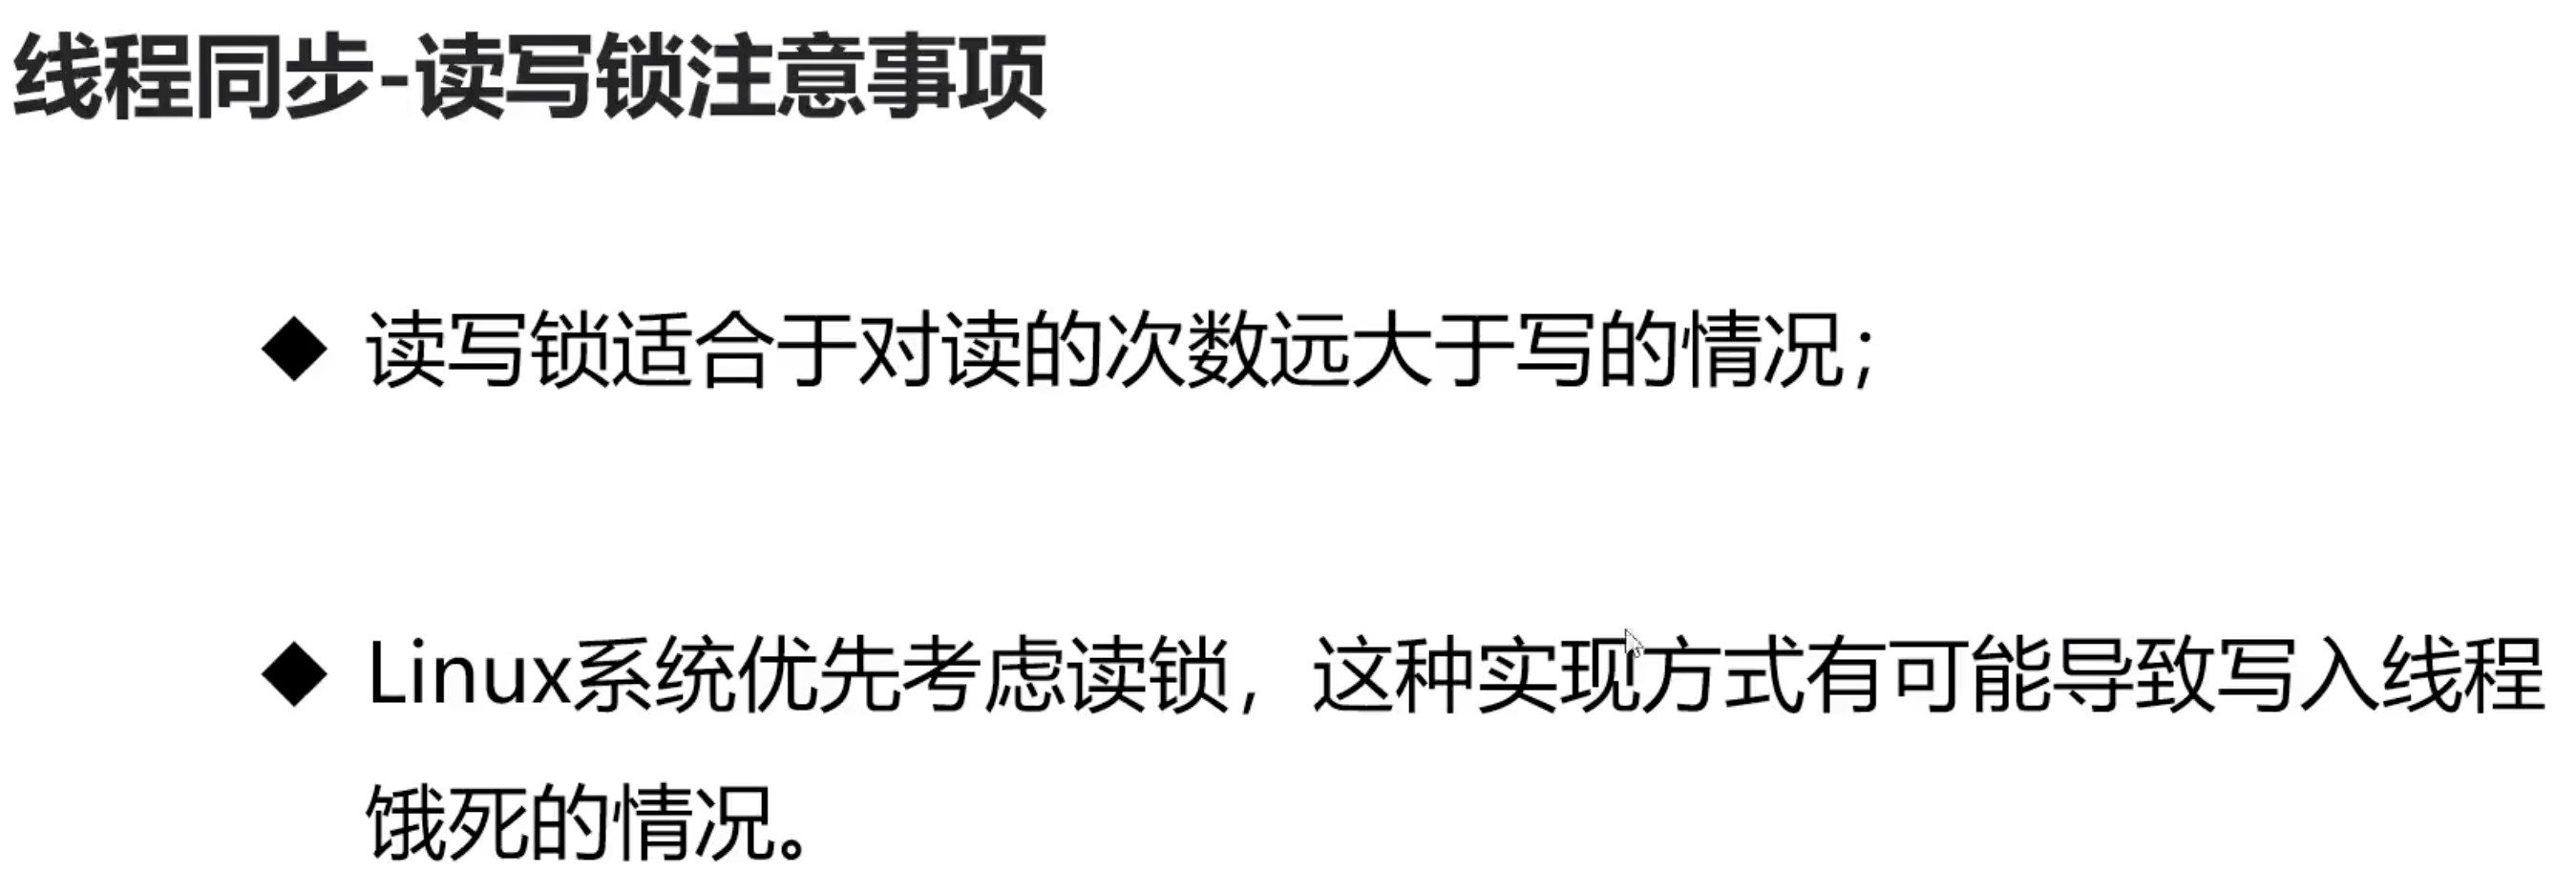 线程同步-读写锁注意事项
◆ 读写锁适合于对读的次数远大于写的情况；
◆ Linux系统优先考虑读锁，这种实现方式有可能导致写入线程
饿死的情况。